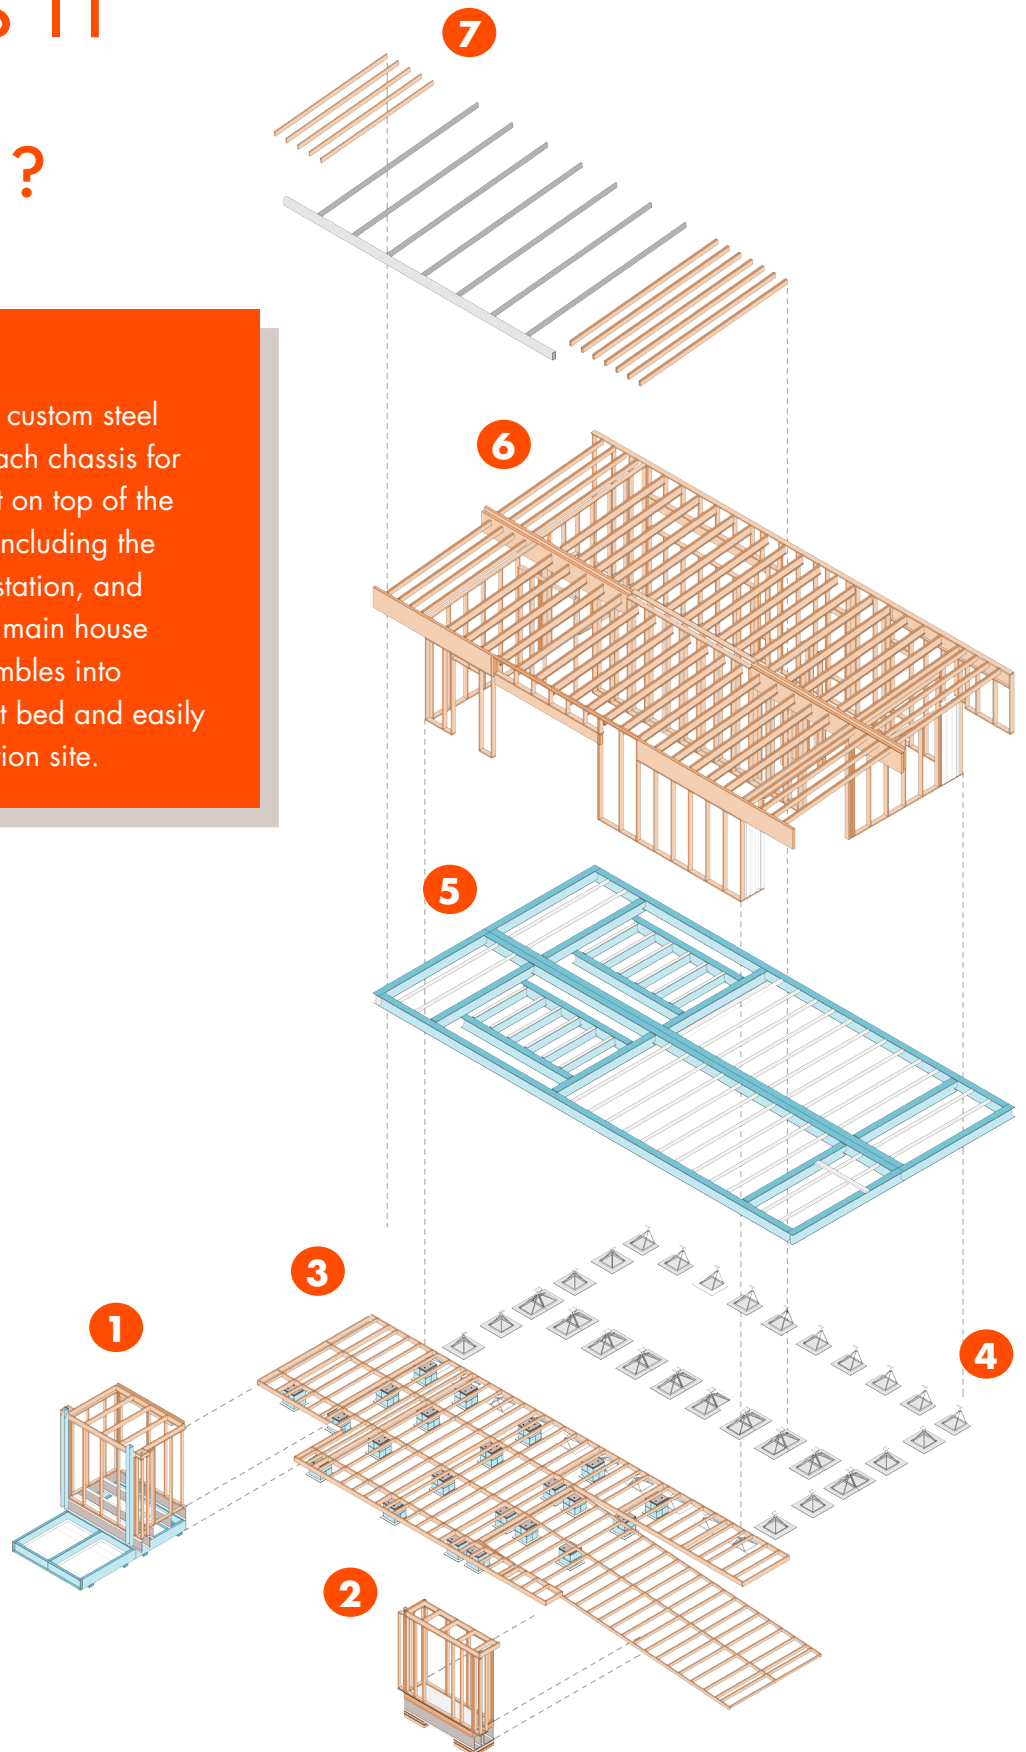 ?
custom steel
ach chassis for
t on top of the
ncluding the
station, and
main house
mbles into
t bed and easily
tion site.
7
6
5
3
1
4
2